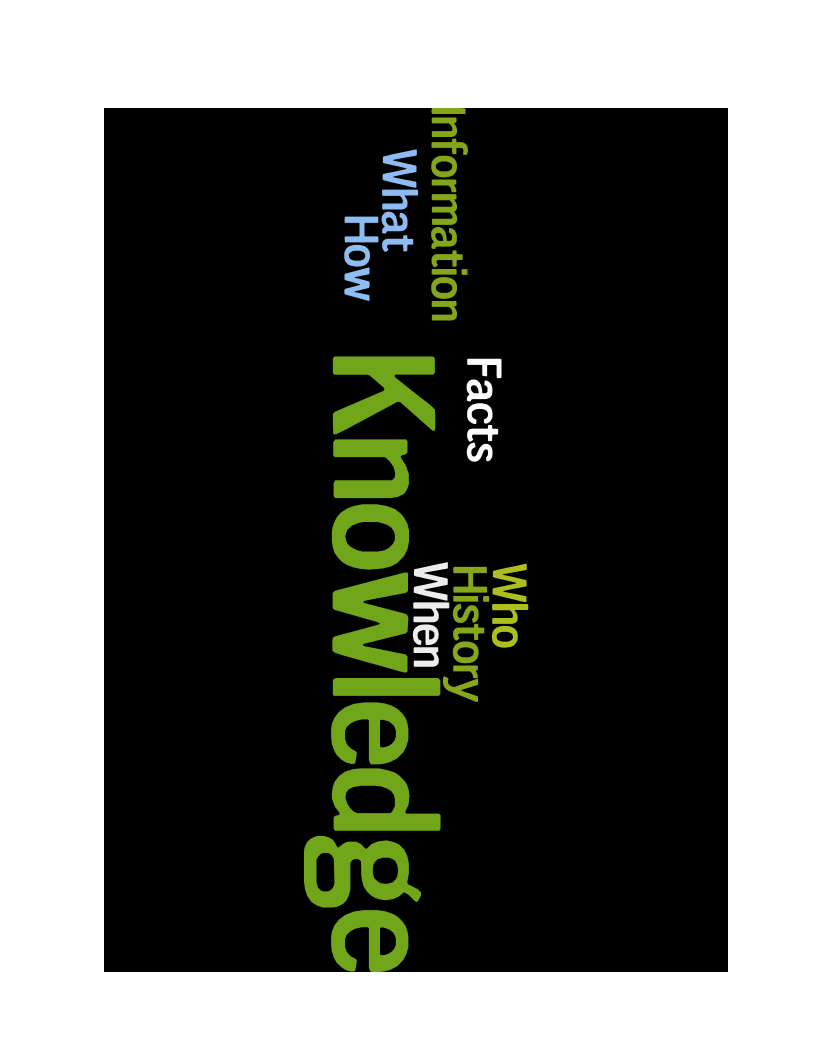 Who
Facts
History
Information
When
What
How
Knowledge